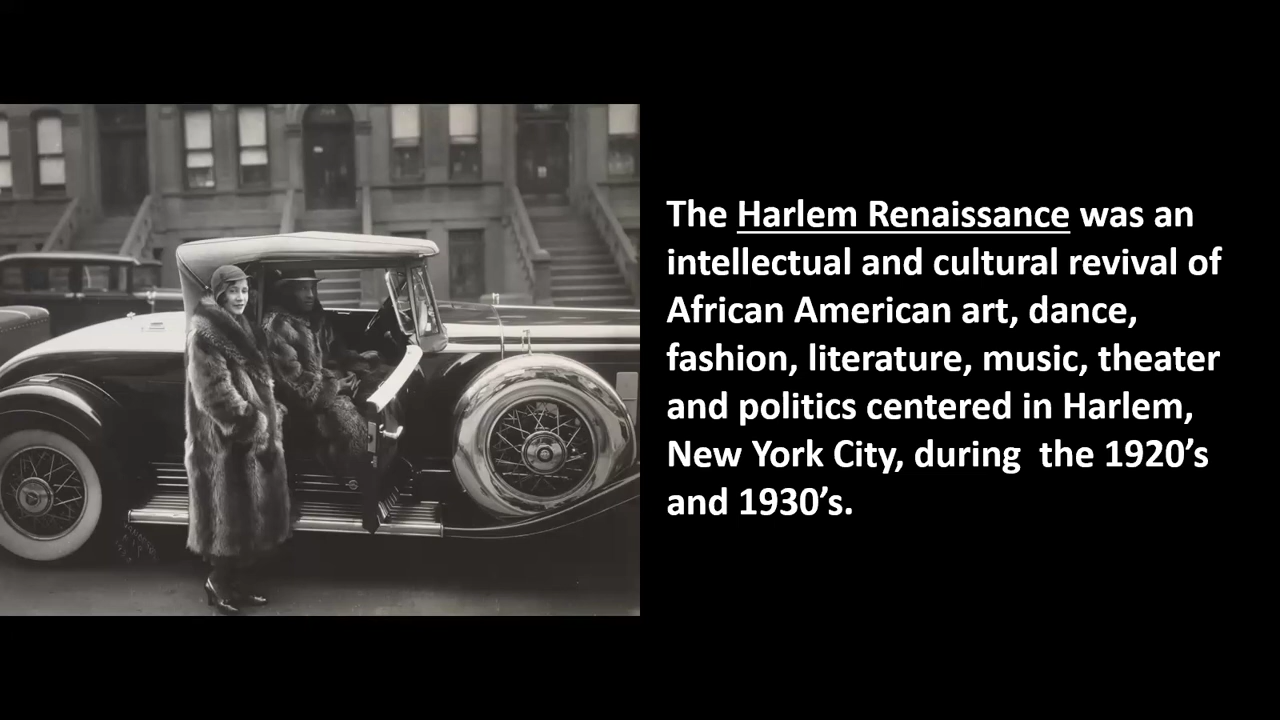 The Harlem Renaissance was an
intellectual and cultural revival of
African American art, dance,
fashion, literature, music, theater
and politics centered in Harlem,
New York City, during  the 1920’s
and 1930’s.